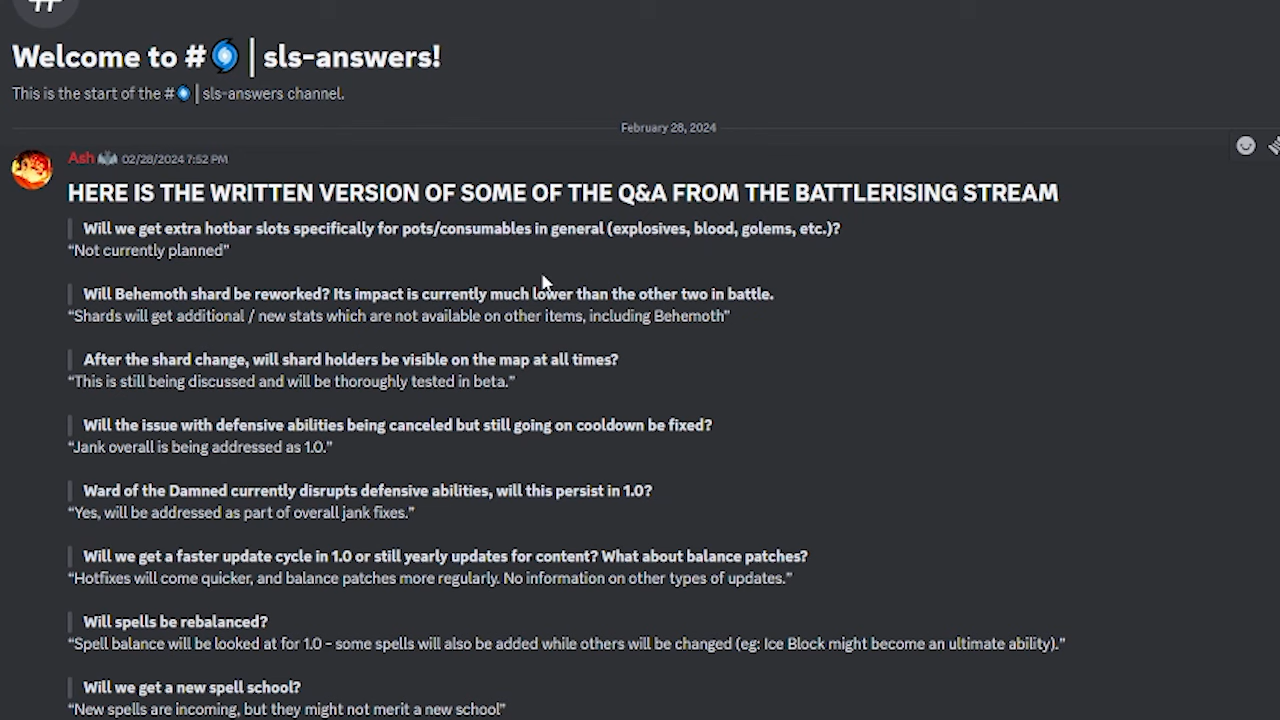 Welcome to # | sls-answers!
This is the start of the # | sls-answers channel.
February 28, 2024
Ash 02/28/2024 7:52 PM
HERE IS THE WRITTEN VERSION OF SOME OF THE Q&A FROM THE BATTLERISING STREAM
Will we get extra hotbar slots specifically for pots/consumables in general (explosives, blood, golems, etc.)?
“Not currently planned”
Will Behemoth shard be reworked? Its impact is currently much lower than the other two in battle.
“Shards will get additional / new stats which are not available on other items, including Behemoth”
After the shard change, will shard holders be visible on the map at all times?
“This is still being discussed and will be thoroughly tested in beta.”
Will the issue with defensive abilities being canceled but still going on cooldown be fixed?
“Jank overall is being addressed as 1.0.”
Ward of the Damned currently disrupts defensive abilities, will this persist in 1.0?
“Yes, will be addressed as part of overall jank fixes.”
Will we get a faster update cycle in 1.0 or still yearly updates for content? What about balance patches?
“Hotfixes will come quicker, and balance patches more regularly. No information on other types of updates.”
Will spells be rebalanced?
“Spell balance will be looked at for 1.0 - some spells will also be added while others will be changed (eg: Ice Block might become an ultimate ability).”
Will we get a new spell school?
“New spells are incoming, but they might not merit a new school”